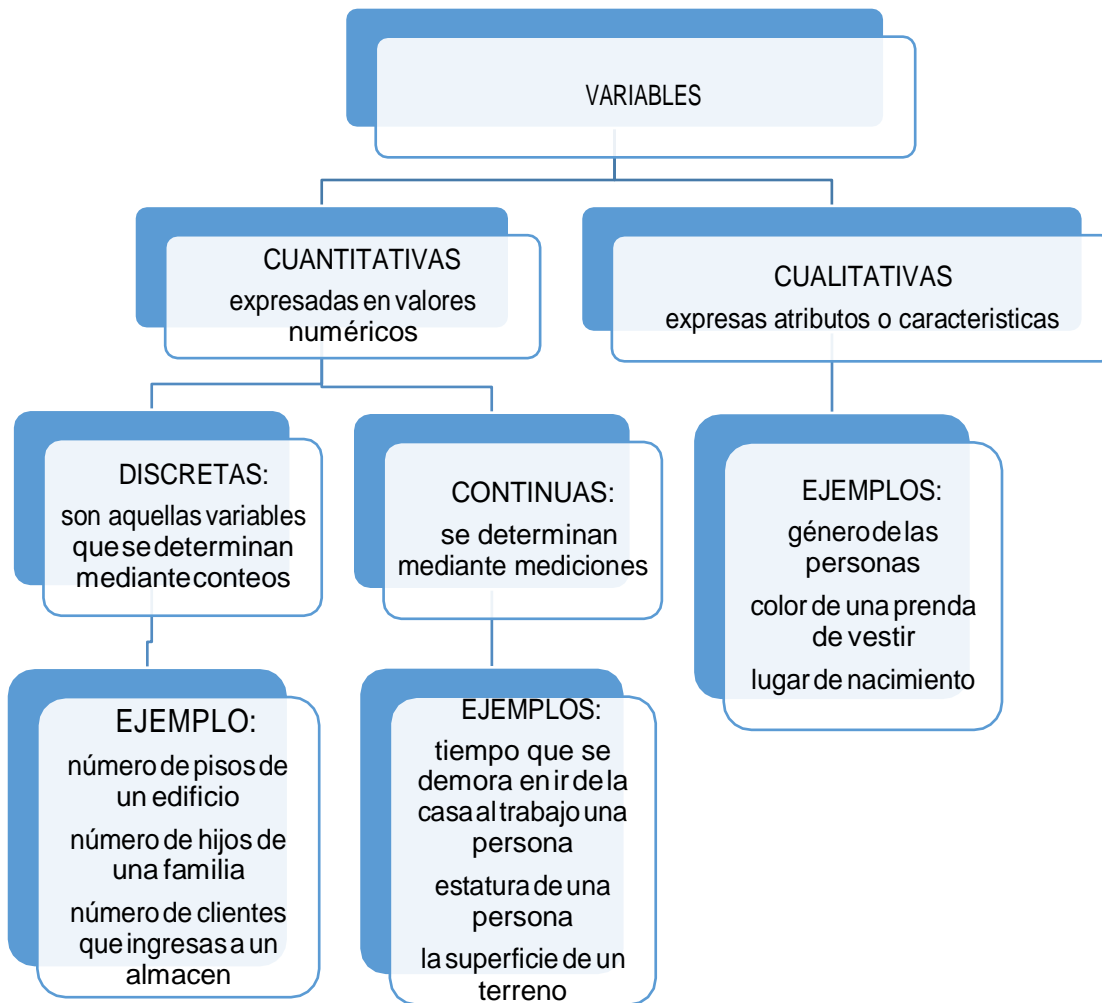 VARIABLES
CUANTITATIVAS
expresadas en valores
numéricos
CUALITATIVAS
expresas atributos o caracteristicas
DISCRETAS:
son aquellas variables
que se determinan
mediante conteos
CONTINUAS:
se determinan
mediante mediciones
EJEMPLOS:
género de las
personas
color de una prenda
de vestir
lugar de nacimiento
EJEMPLO:
número de pisos de
un edificio
número de hijos de
una familia
número de clientes
que ingresas a un
almacen
EJEMPLOS:
tiempo que se
demora en ir de la
casa al trabajo una
persona
estatura de una
persona
la superficie de un
terreno